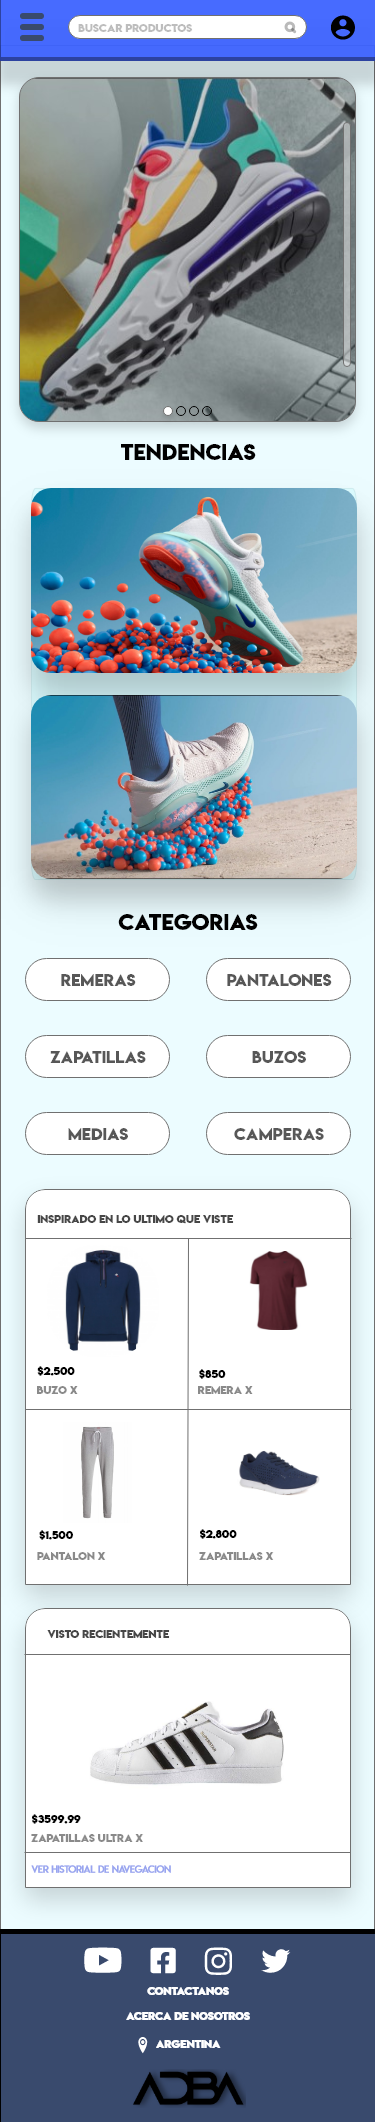 BUSCAR PRODUCTOS
TENDENCIAS
CATEGORIAS
REMERAS
PANTALONES
ZAPATILLAS
BUZOS
MEDIAS
CAMPERAS
INSPIRADO EN LO ULTIMO QUE VISTE
$2,500
BUZO X
$850
REMERA X
$1,500
PANTALON X
$2,800
ZAPATILLAS X
VISTO RECIENTEMENTE
$3599,99
ZAPATILLAS ULTRA X
VER HISTORIAL DE NAVEGACION
CONTACTANOS
ACERCA DE NOSOTROS
ARGENTINA
ADBA